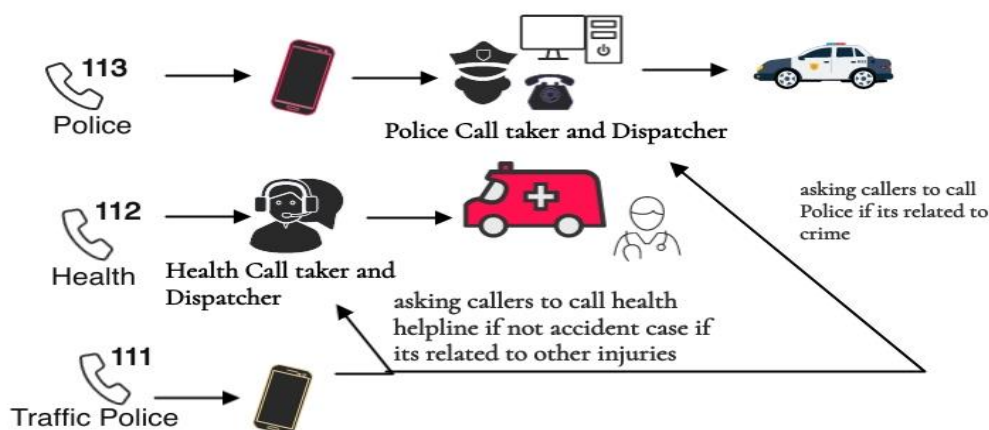 113
Police
Police Call taker and Dispatcher
112
Health
Health Call taker and
Dispatcher
asking callers to call
Police if its related to
crime
asking callers to call health
helpline if not accident case if
its related to other injuries
111
Traffic Police